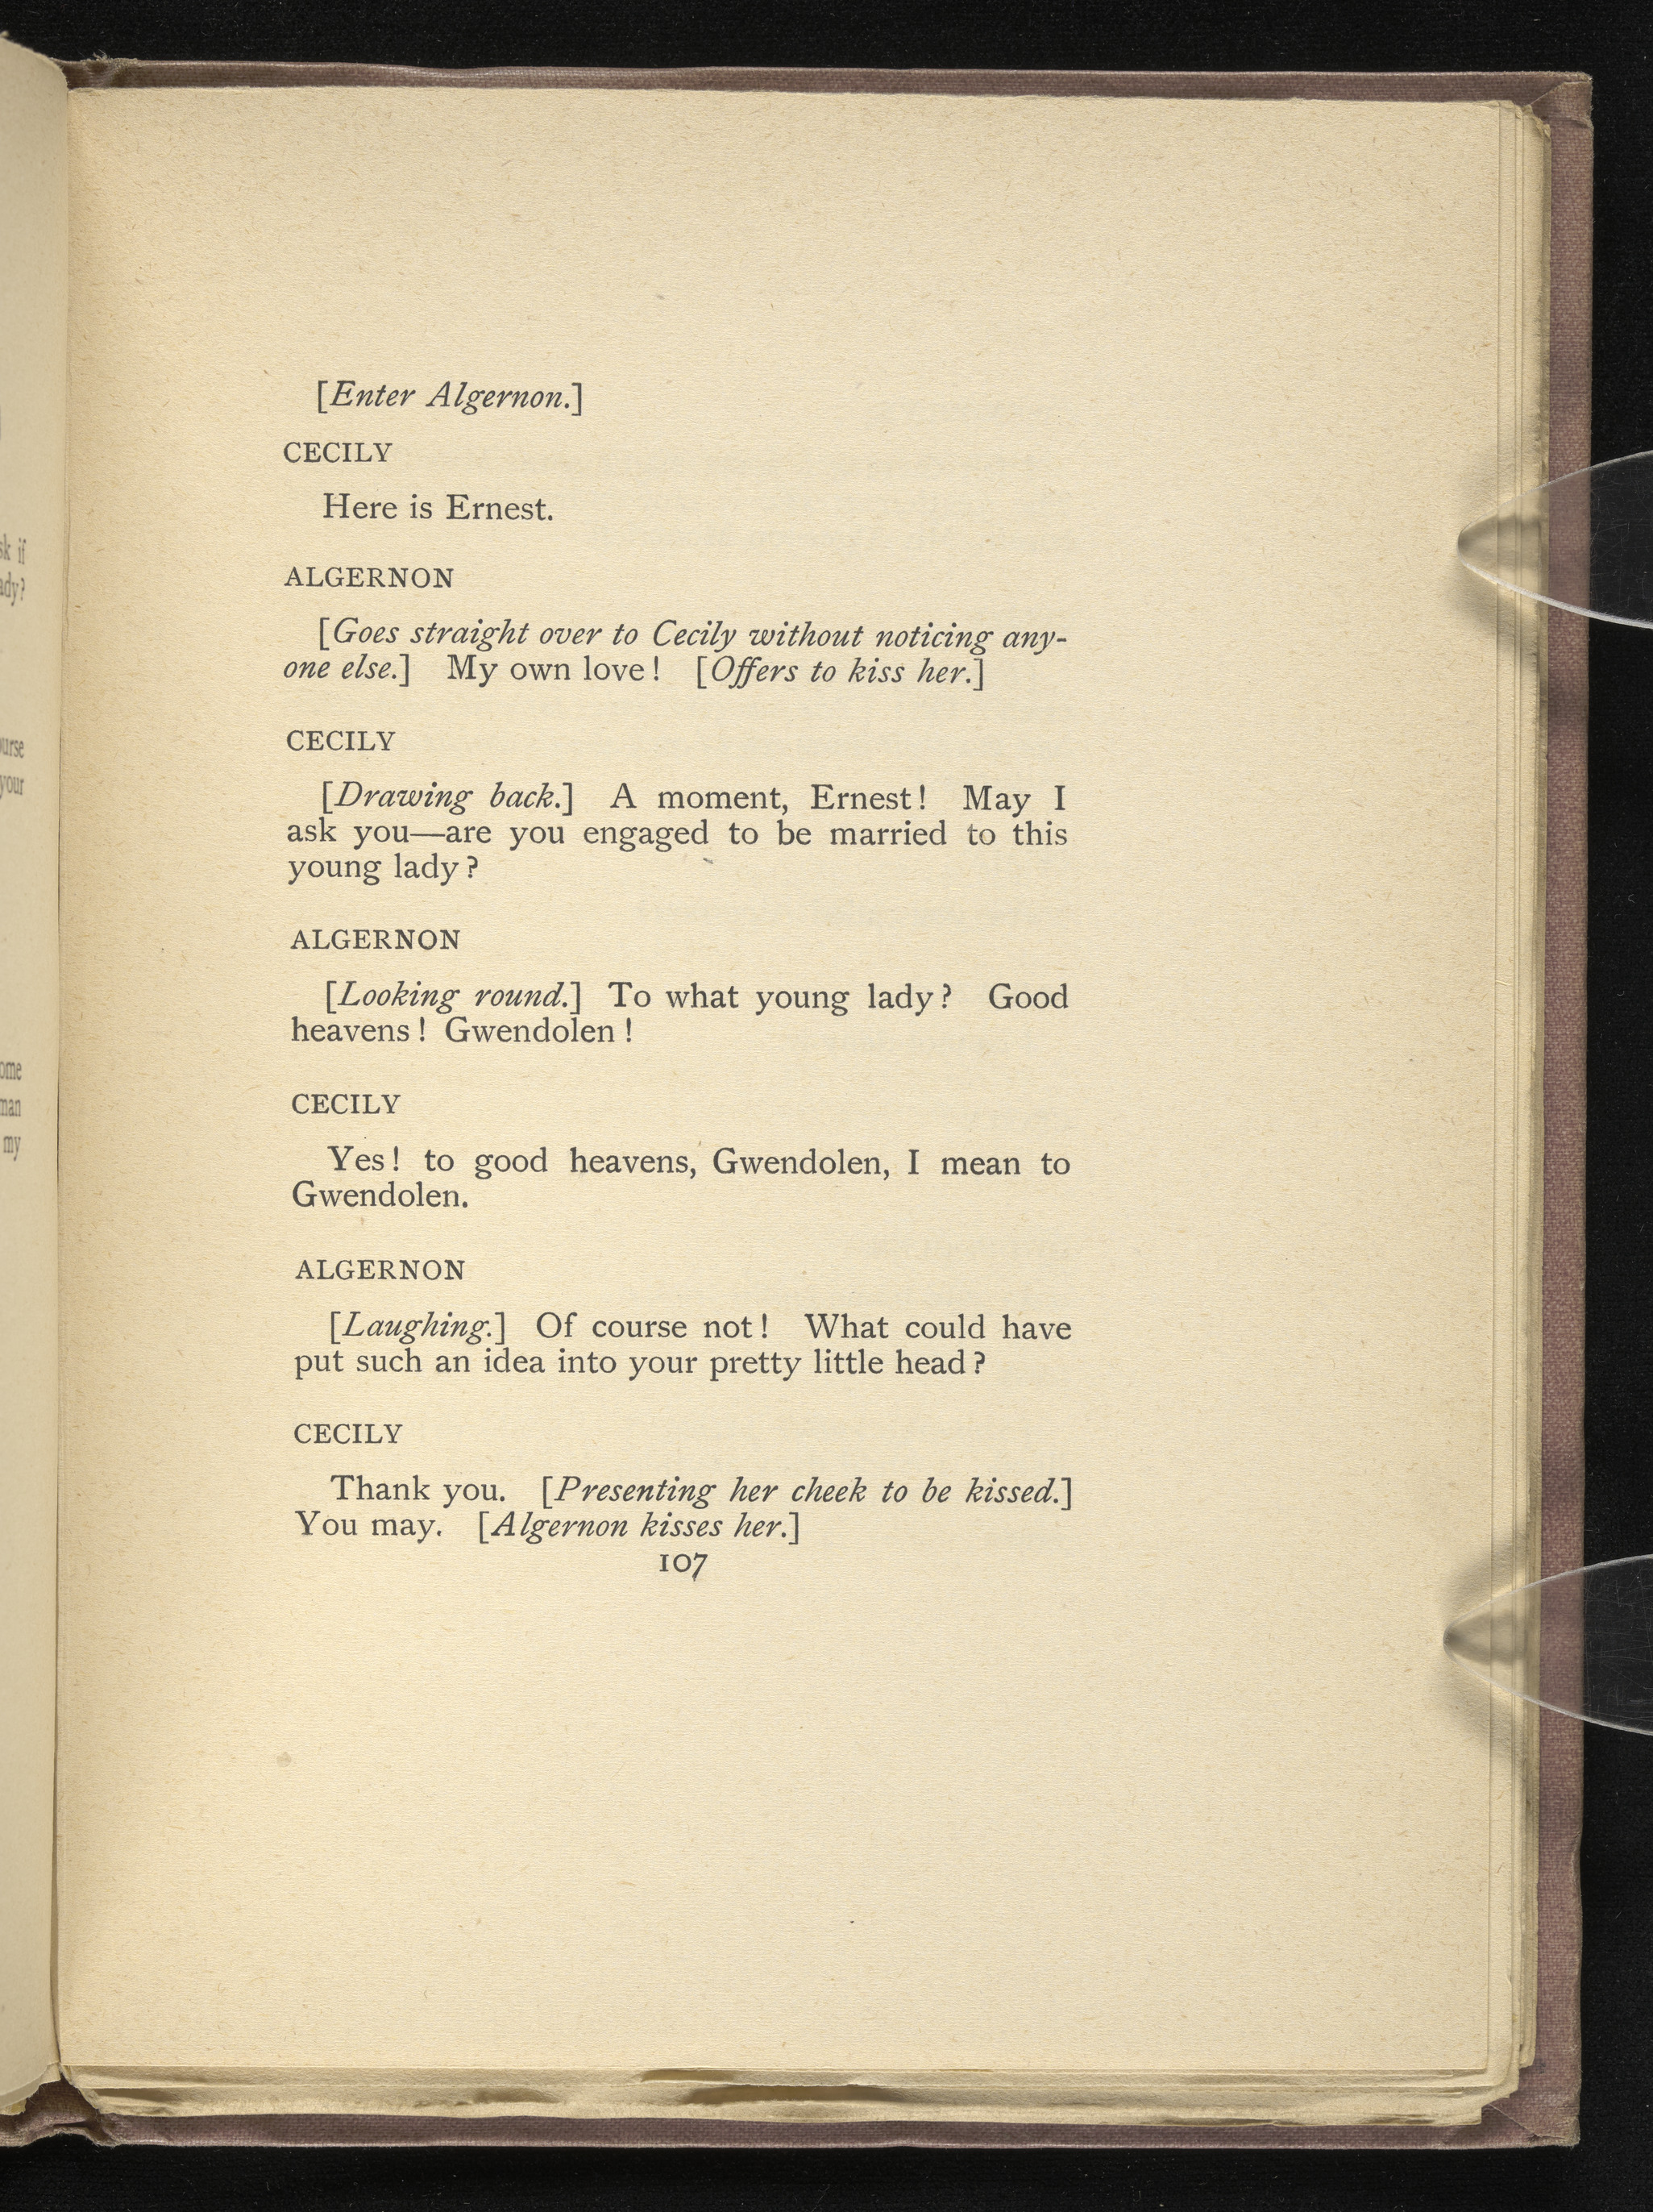 [Enter Algernon.]
CECILY
Here is Ernest.
ALGERNON
[Goes straight over to Cecily without noticing any-
one else.] My own love! [Offers to kiss her.]
CECILY
[Drawing back.] A moment, Ernest! May I
ask you—are you engaged to be married to this
young lady?
ALGERNON
[Looking round.] To what young lady? Good
heavens! Gwendolen!
CECILY
Yes! to good heavens, Gwendolen, I mean to
Gwendolen.
ALGERNON
[Laughing.] Of course not! What could have
put such an idea into your pretty little head?
CECILY
Thank you. [Presenting her cheek to be kissed.]
You may. [Algernon kisses her.]
107